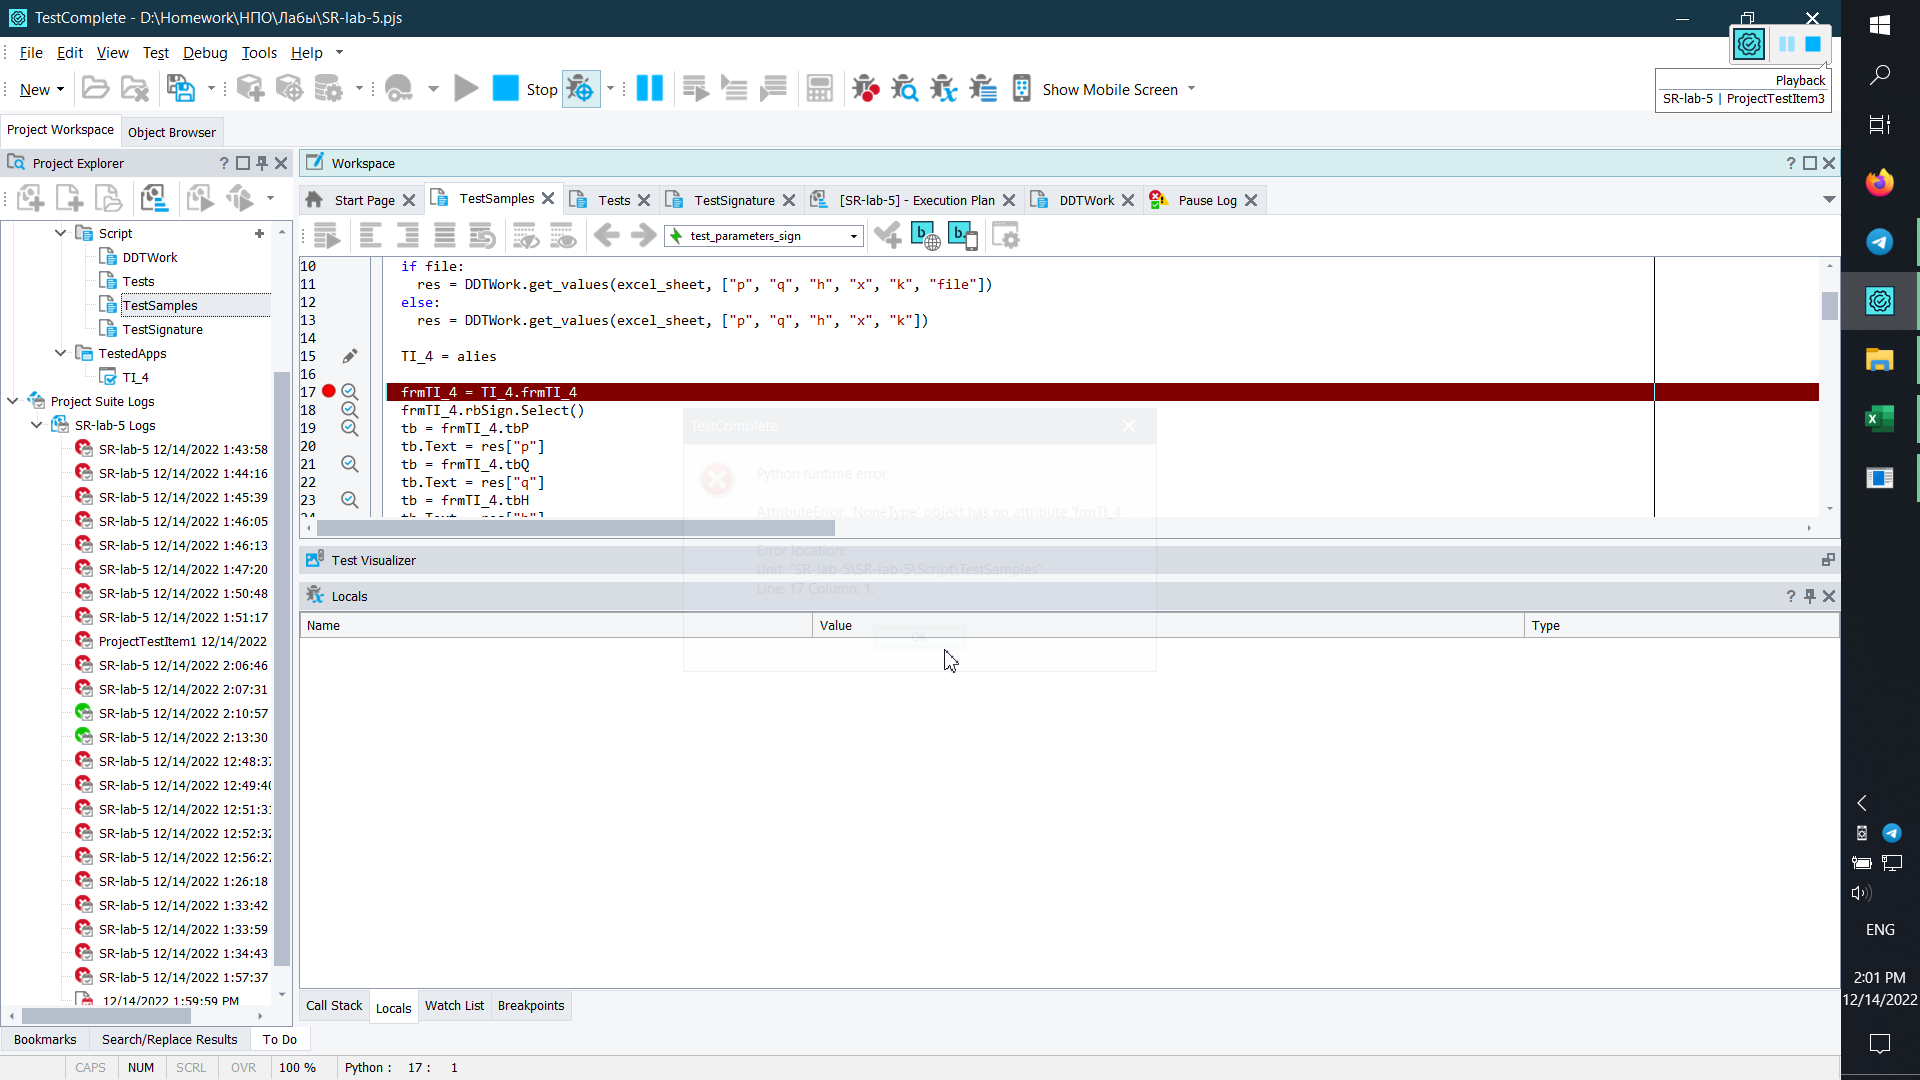 TestComplete - D:\Homework\НПО\Лабы\SR-lab-5.pjs
File Edit View Test Debug Tools Help
New Stop Show Mobile Screen
Playback
SR-lab-5 | ProjectTestItem3
Project Workspace Object Browser
Project Explorer
Workspace
Start Page TestSamples Tests TestSignature [SR-lab-5] - Execution Plan DDTWork Pause Log
test_parameters_sign
Script
DDTWork
Tests
TestSamples
TestSignature
TestedApps
TI_4
Project Suite Logs
SR-lab-5 Logs
SR-lab-5 12/14/2022 1:43:58
SR-lab-5 12/14/2022 1:44:16
SR-lab-5 12/14/2022 1:45:39
SR-lab-5 12/14/2022 1:46:05
SR-lab-5 12/14/2022 1:46:13
SR-lab-5 12/14/2022 1:47:20
SR-lab-5 12/14/2022 1:50:48
SR-lab-5 12/14/2022 1:51:17
ProjectTestItem1 12/14/2022
SR-lab-5 12/14/2022 2:06:46
SR-lab-5 12/14/2022 2:07:31
SR-lab-5 12/14/2022 2:10:57
SR-lab-5 12/14/2022 2:13:30
SR-lab-5 12/14/2022 12:48:37
SR-lab-5 12/14/2022 12:49:40
SR-lab-5 12/14/2022 12:51:31
SR-lab-5 12/14/2022 12:52:32
SR-lab-5 12/14/2022 12:56:27
SR-lab-5 12/14/2022 1:26:18
SR-lab-5 12/14/2022 1:33:42
SR-lab-5 12/14/2022 1:33:59
SR-lab-5 12/14/2022 1:34:43
SR-lab-5 12/14/2022 1:57:37
12/14/2022 1:59:59 PM
10 if file:
11 res = DDTWork.get_values(excel_sheet, ["p", "q", "h", "x", "k", "file"])
12 else:
13 res = DDTWork.get_values(excel_sheet, ["p", "q", "h", "x", "k"])
14
15 TI_4 = alies
16
17 frmTI_4 = TI_4.frmTI_4
18 frmTI_4.rbSign.Select()
19 tb = frmTI_4.tbP
20 tb.Text = res["p"]
21 tb = frmTI_4.tbQ
22 tb.Text = res["q"]
23 tb = frmTI_4.tbH
24 tb.Text = res["h"]
TestComplete
Python runtime error.
AttributeError: 'NoneType' object has no attribute 'frmTI_4'
Error location:
Unit: "SR-lab-5\SR-lab-5\Script\TestSamples"
Line: 17 Column: 1.
OK
Test Visualizer
Locals
Name Value Type
Call Stack Locals Watch List Breakpoints
Bookmarks Search/Replace Results To Do
CAPS NUM SCRL OVR 100 % Python : 17 : 1
ENG
2:01 PM
12/14/2022